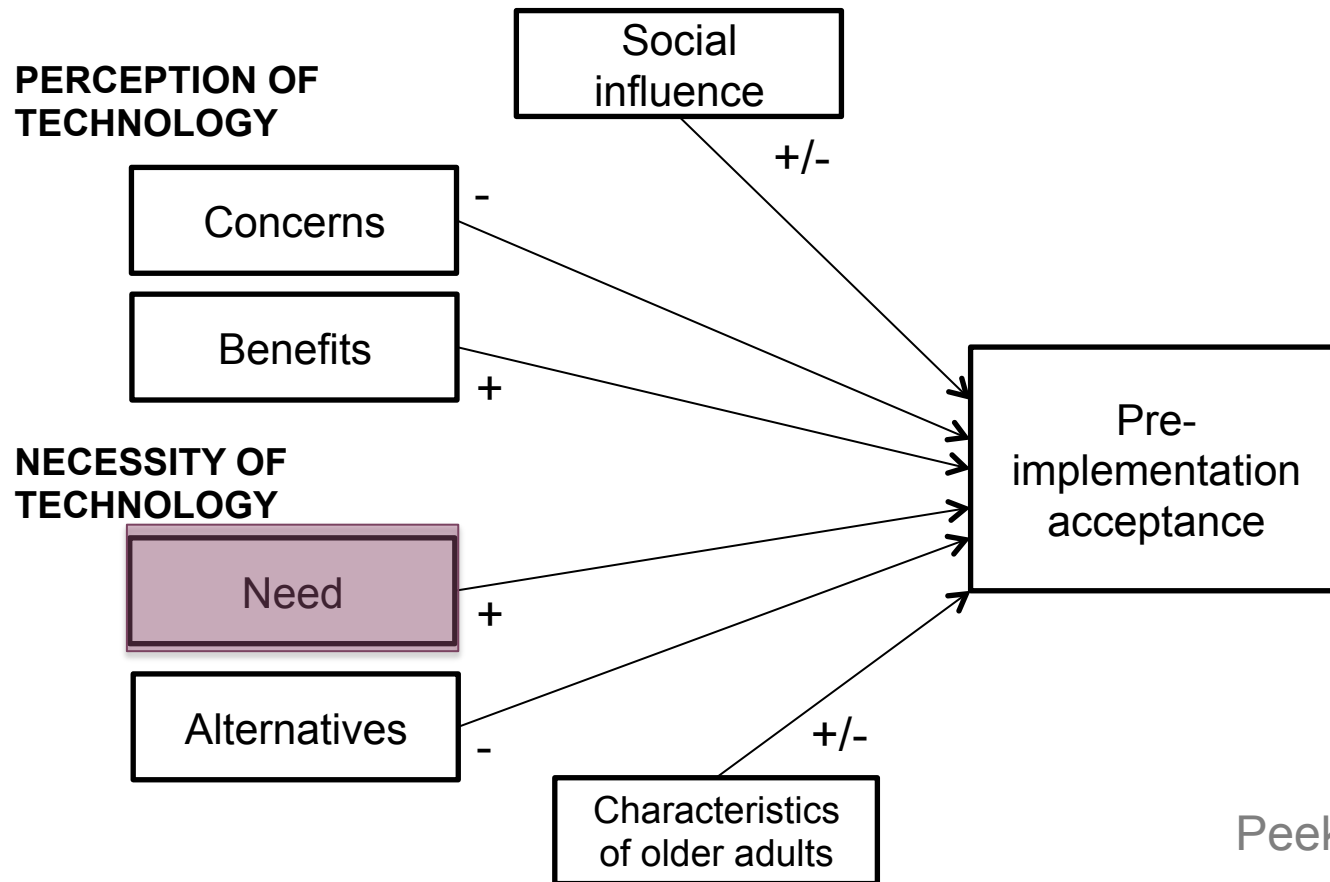 Social
influence
PERCEPTION OF
TECHNOLOGY
+/-
Concerns
-
Benefits
+
NECESSITY OF
TECHNOLOGY
Need
+
Alternatives
-
Pre-
implementation
acceptance
+/-
Characteristics
of older adults
Peek